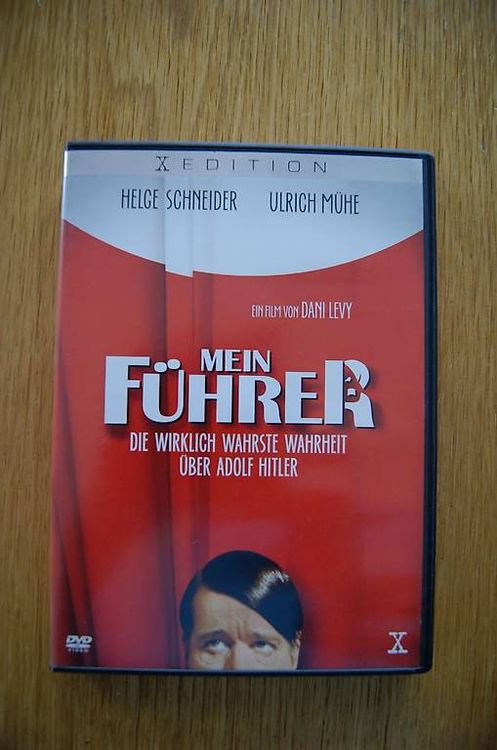 X EDITION
HELGE SCHNEIDER ULRICH MÜHE
EIN FILM VON DANI LEVY
MEIN
FÜHRER
DIE WIRKLICH WAHRSTE WAHRHEIT
ÜBER ADOLF HITLER
DVD
VIDEO
X